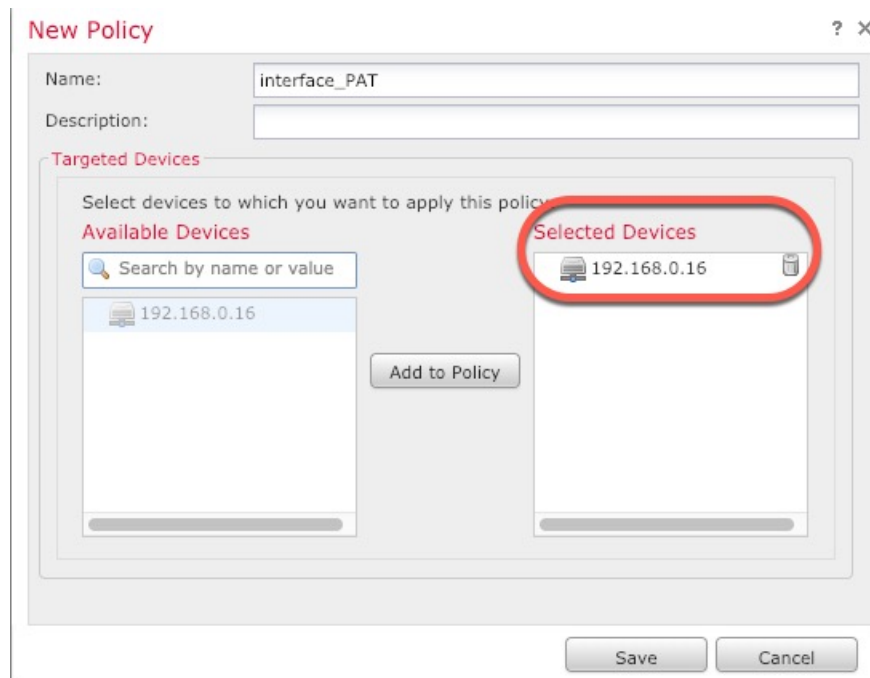 New Policy
? ×
Name:
interface_PAT
Description:
Targeted Devices
Select devices to which you want to apply this policy.
Available Devices
Search by name or value
192.168.0.16
Add to Policy
Selected Devices
192.168.0.16
Save
Cancel